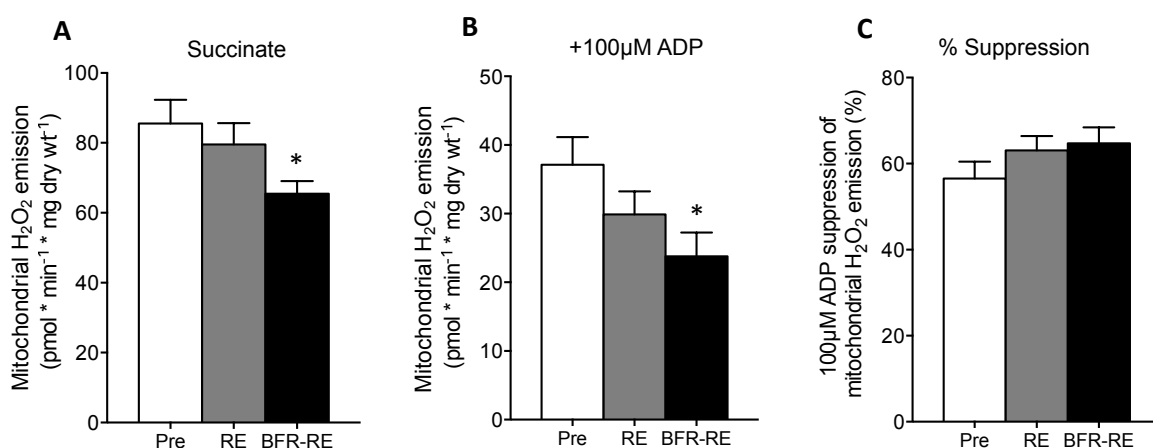 A
Succinate
Mitochondrial H₂O₂ emission
(pmol * min⁻¹ * mg dry wt⁻¹)
100
80
60
40
20
0
*
Pre RE BFR-RE
B
+100µM ADP
Mitochondrial H₂O₂ emission
(pmol * min⁻¹ * mg dry wt⁻¹)
50
40
30
20
10
0
*
Pre RE BFR-RE
C
% Suppression
100µM ADP suppression of
mitochondrial H₂O₂ emission (%)
80
60
40
20
0
Pre RE BFR-RE